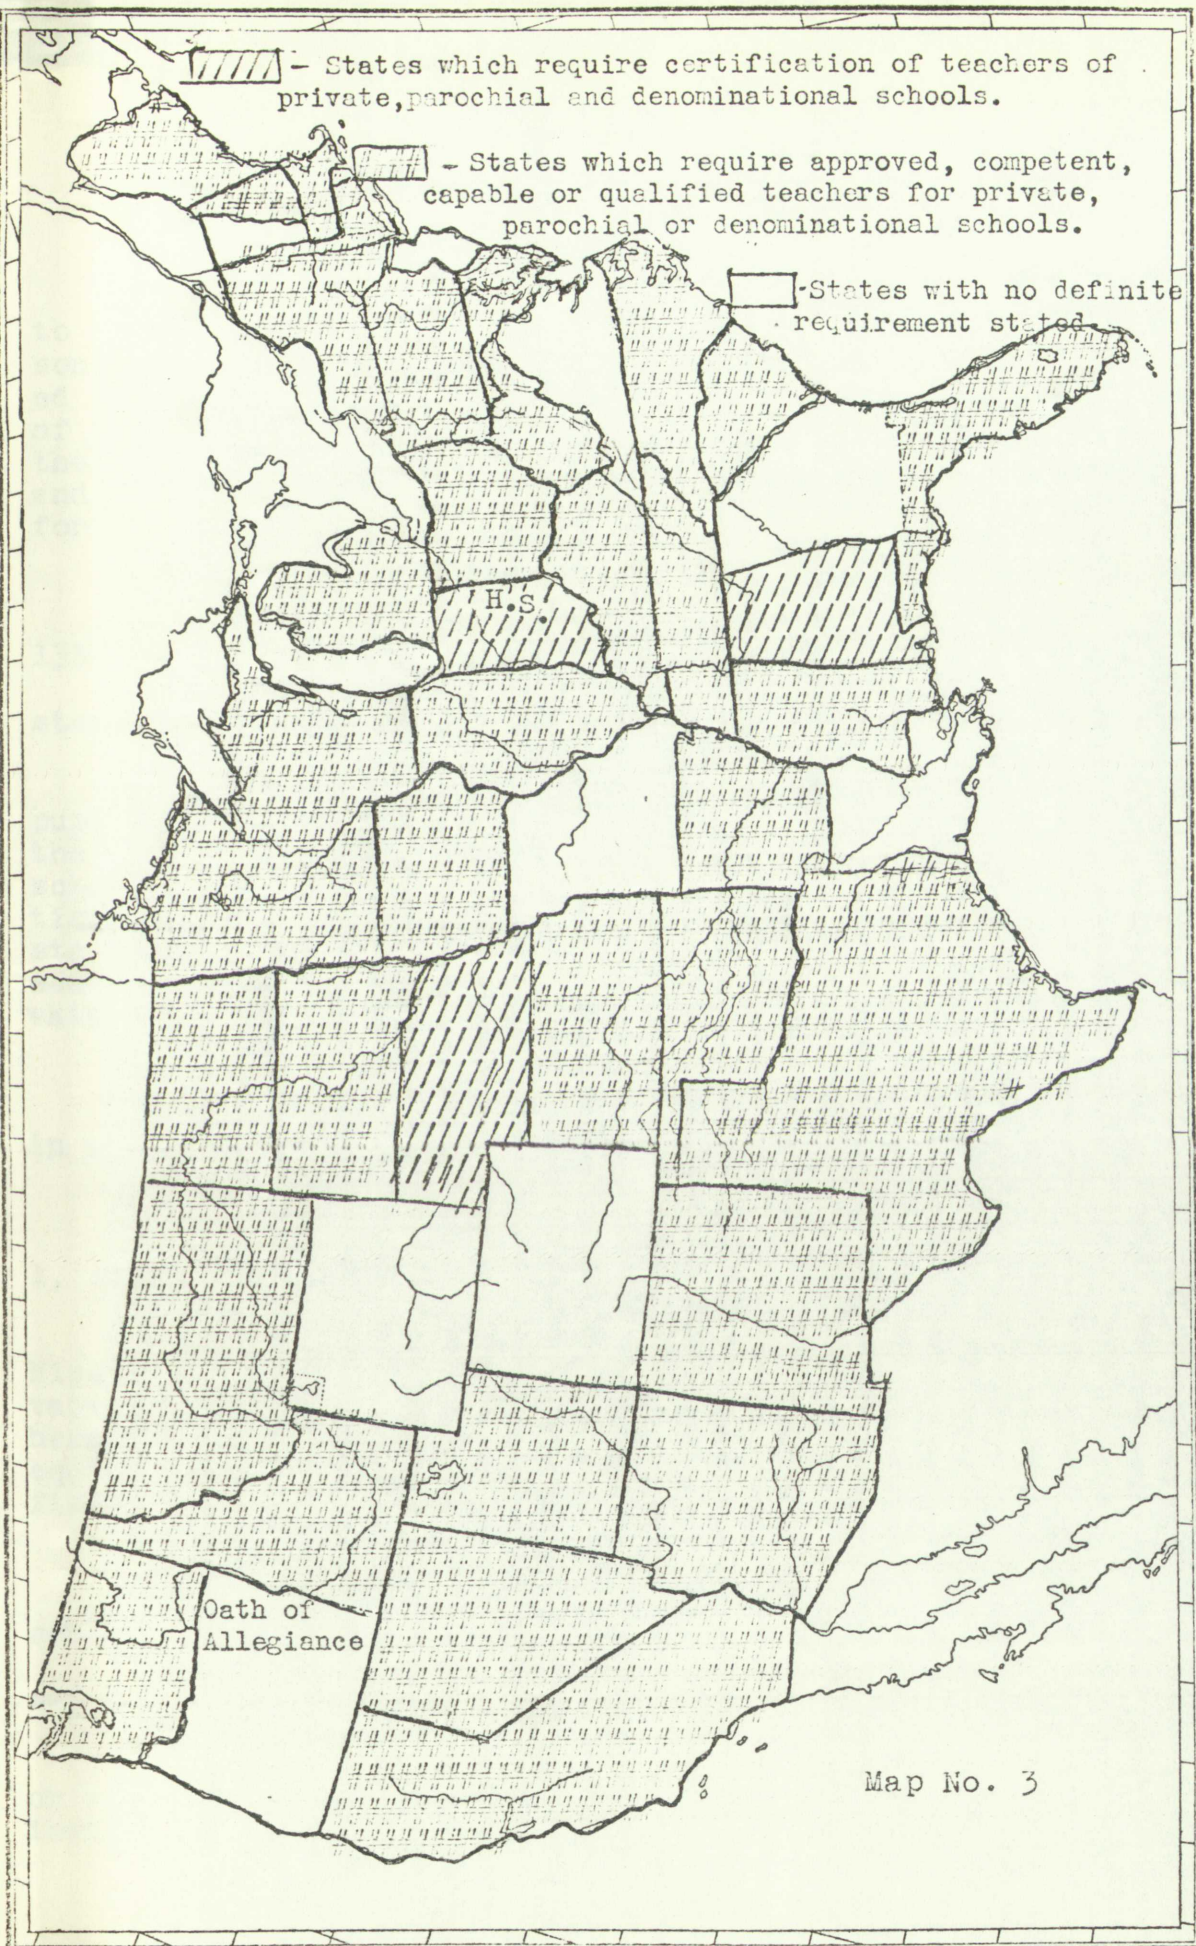 - States which require certification of teachers of
private, parochial and denominational schools.
- States which require approved, competent,
capable or qualified teachers for private,
parochial or denominational schools.
-States with no definite
requirement stated.
H.S.
Oath of
Allegiance
Map No. 3